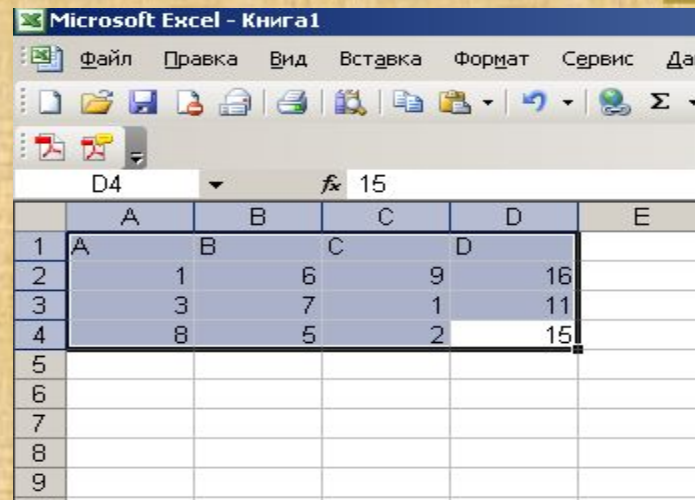 Microsoft Excel - Книга1
Файл Правка Вид Вставка Формат Сервис Да
D4 fx 15
A B C D E
1 A B C D
2 1 6 9 16
3 3 7 1 11
4 8 5 2 15
5
6
7
8
9